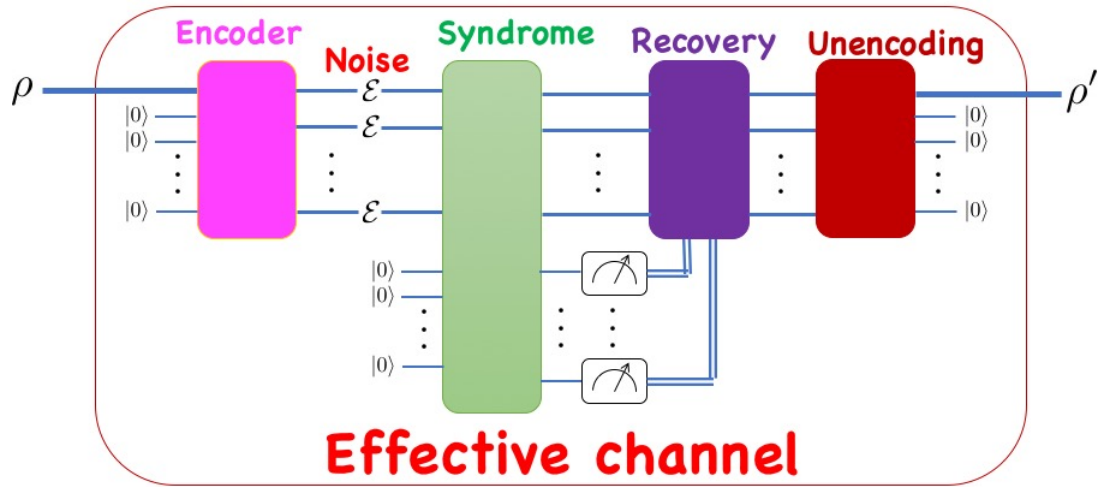 Encoder
Noise
Syndrome
Recovery
Unencoding
ρ
ℰ
ρ′
|0⟩
ℰ
|0⟩
|0⟩
|0⟩
|0⟩
ℰ
|0⟩
|0⟩
|0⟩
|0⟩
Effective channel